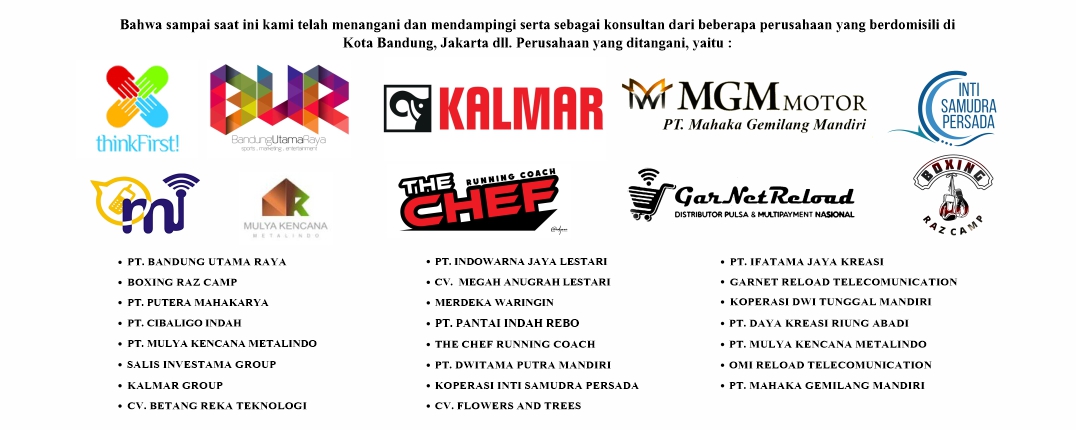 Bahwa sampai saat ini kami telah menangani dan mendampingi serta sebagai konsultan dari beberapa perusahaan yang berdomisili di
Kota Bandung, Jakarta dll. Perusahaan yang ditangani, yaitu :
thinkFirst!
BUR
BandungUtamaRaya
sports . marketing . entertainment
KALMAR
MGM MOTOR
PT. Mahaka Gemilang Mandiri
INTI
SAMUDRA
PERSADA
MULYA KENCANA
METALINDO
THE CHEF
RUNNING COACH
GarNetReload
DISTRIBUTOR PULSA & MULTIPAYMENT NASIONAL
BOXING
RAZ CAMP
• PT. BANDUNG UTAMA RAYA
• BOXING RAZ CAMP
• PT. PUTERA MAHAKARYA
• PT. CIBALIGO INDAH
• PT. MULYA KENCANA METALINDO
• SALIS INVESTAMA GROUP
• KALMAR GROUP
• CV. BETANG REKA TEKNOLOGI
• PT. INDOWARNA JAYA LESTARI
• CV. MEGAH ANUGRAH LESTARI
• MERDEKA WARINGIN
• PT. PANTAI INDAH REBO
• THE CHEF RUNNING COACH
• PT. DWITAMA PUTRA MANDIRI
• KOPERASI INTI SAMUDRA PERSADA
• CV. FLOWERS AND TREES
• PT. IFATAMA JAYA KREASI
• GARNET RELOAD TELECOMUNICATION
• KOPERASI DWI TUNGGAL MANDIRI
• PT. DAYA KREASI RIUNG ABADI
• PT. MULYA KENCANA METALINDO
• OMI RELOAD TELECOMUNICATION
• PT. MAHAKA GEMILANG MANDIRI